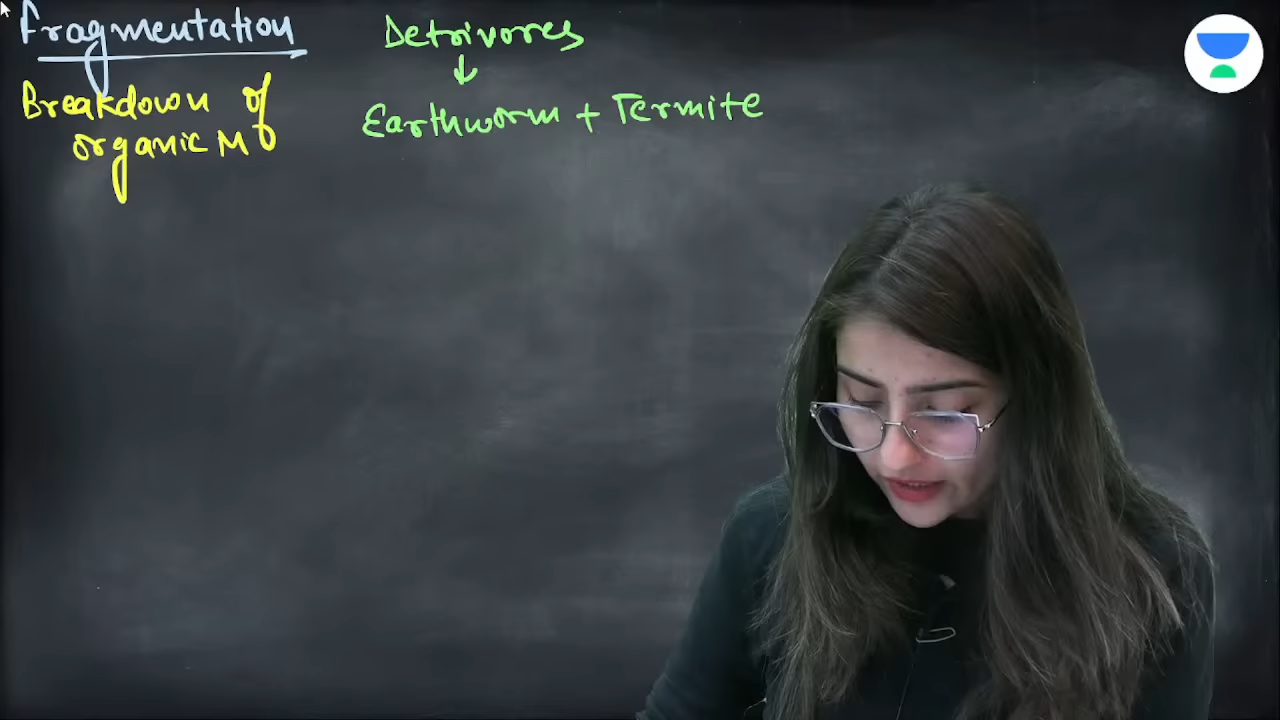 Fragmentation
Breakdown of
organic M
Detrivores
↓
Earthworm + Termite